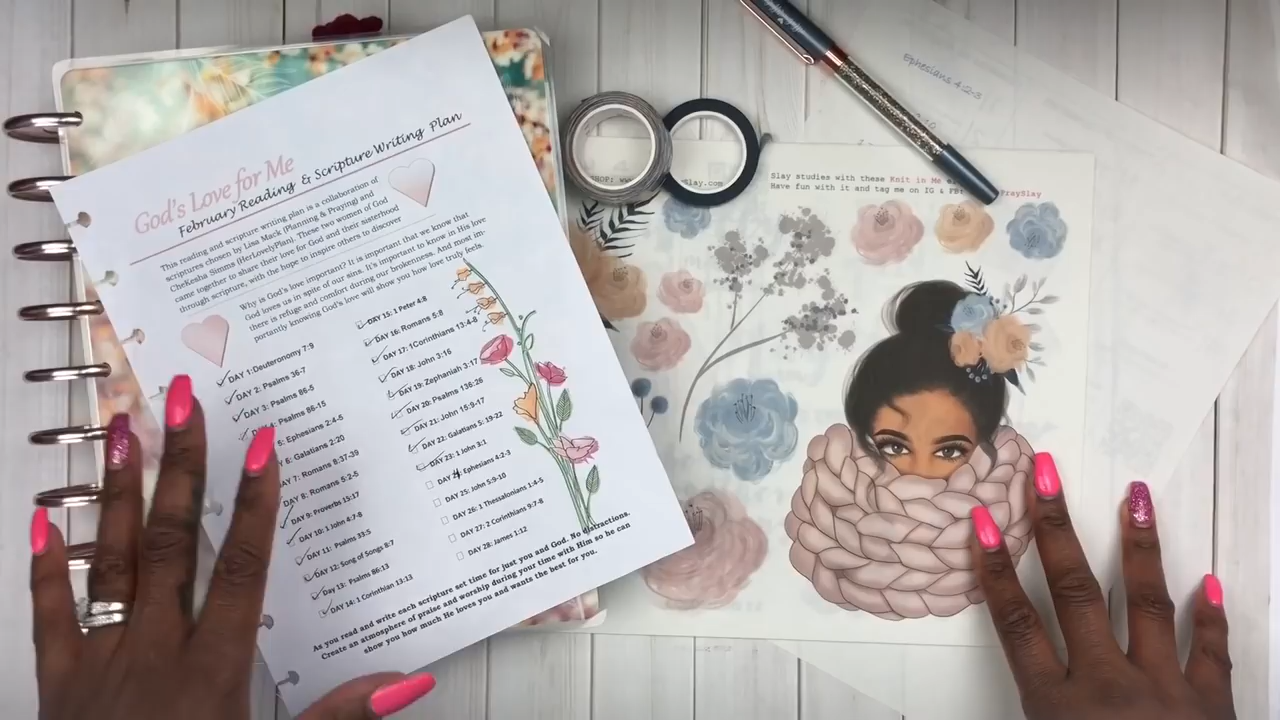 God's Love for Me
February Reading & Scripture Writing Plan
This reading and scripture writing plan is a collaboration of
scriptures chosen by Lisa Mack (Planning & Praying) and
CheKesha Simms (HerLovelyPlan). These two women of God
came together to share their love for God and their sisterhood
through scripture, with the hope to inspire others to discover
Why is God's love important? It is important that we know that
God loves us in spite of our sins. It's important to know in His love
there is refuge and comfort during our brokenness. And most im-
portantly knowing God's love will show you how love truly feels.
DAY 1: Deuteronomy 7:9
DAY 2: Psalms 36-7
DAY 3: Psalms 86-5
4: Psalms 86-15
5: Ephesians 2:4-5
6: Galatians 2:20
DAY 7: Romans 8:37-39
DAY 8: Romans 5:2-5
DAY 9: Proverbs 15:17
DAY 10: 1 John 4:7-8
DAY 11: Psalms 33:5
DAY 12: Song of Songs 8:7
Day 13: Psalms 86:13
DAY 14: 1 Corinthian 13:13
DAY 15: 1 Peter 4:8
DAY 16: Romans 5:8
DAY 17: 1Corinthians 13:4-8
DAY 18: John 3:16
DAY 19: Zephaniah 3:17
DAY 20: Psalms 136:26
DAY 21: John 15:9-17
DAY 22: Galatians 5: 19-22
DAY 23: 1 John 3:1
DAY Ephesians 4:2-3
DAY 25: John 5:9-10
DAY 26: 1 Thessalonians 1:4-5
DAY 27: 2 Corinthians 9:7-8
DAY 28: James 1:12
As you read and write each scripture set time for just you and God. No distractions.
Create an atmosphere of praise and worship during your time with Him so he can
show you how much He loves you and wants the best for you.
SHOP: www. Slay.com
Slay studies with these Knit in Me
Have fun with it and tag me on IG & FB: PraySlay
Ephesians 4:2-3